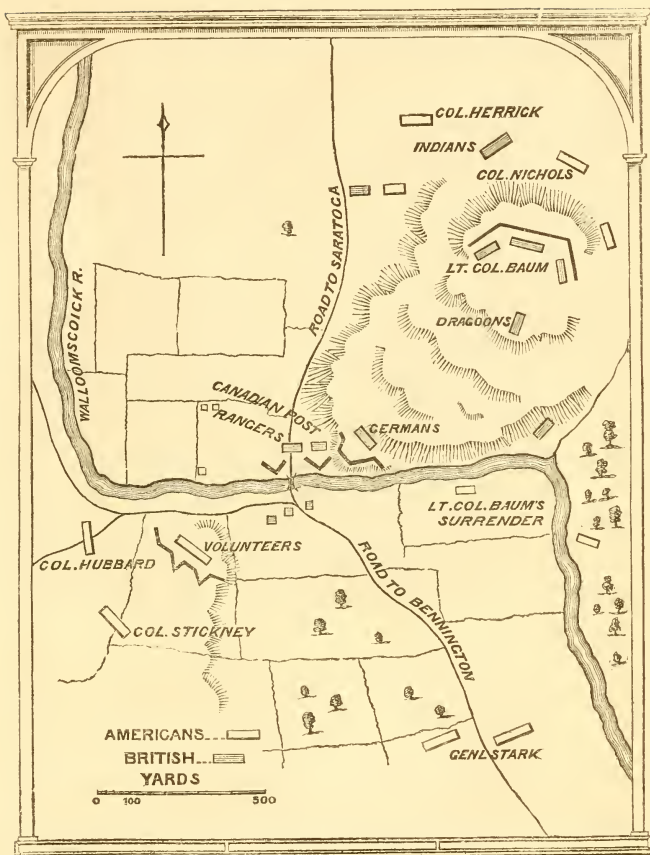 COL. HERRICK
INDIANS
COL. NICHOLS
ROAD TO SARATOGA
LT. COL. BAUM
DRAGOONS
WALLOOMSCOICK R.
CANADIAN POST
RANGERS
GERMANS
LT. COL. BAUM'S
SURRENDER
VOLUNTEERS
COL. HUBBARD
ROAD TO BENNINGTON
COL. STICKNEY
AMERICANS
BRITISH
GENL STARK
YARDS
0 100 500